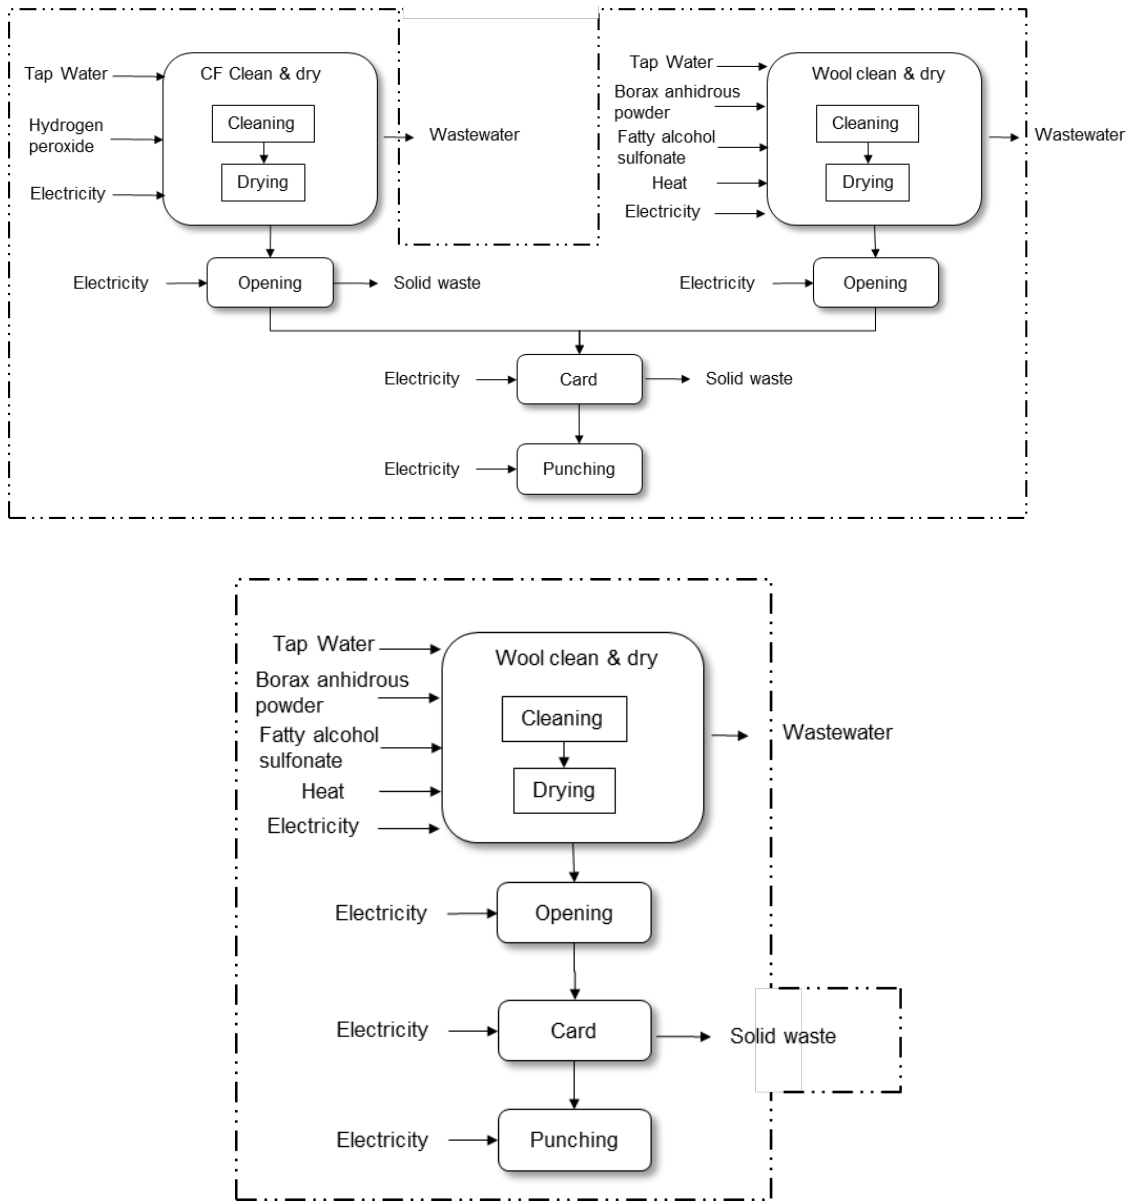 Tap Water
CF Clean & dry
Hydrogen
peroxide
Cleaning
Drying
Electricity
Wastewater
Tap Water
Wool clean & dry
Borax anhidrous
powder
Cleaning
Fatty alcohol
sulfonate
Heat
Drying
Electricity
Wastewater
Electricity
Opening
Solid waste
Electricity
Opening
Electricity
Card
Solid waste
Electricity
Punching
Tap Water
Wool clean & dry
Borax anhidrous
powder
Cleaning
Fatty alcohol
sulfonate
Wastewater
Heat
Drying
Electricity
Electricity
Opening
Electricity
Card
Solid waste
Electricity
Punching